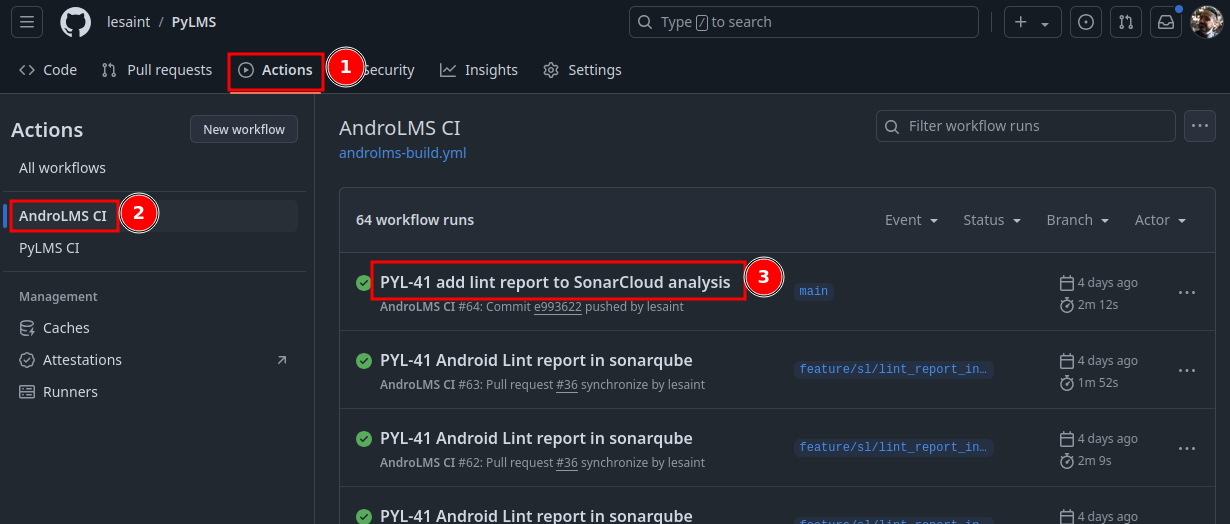 lesaint / PyLMS
Type / to search
Code Pull requests Actions 1 Security Insights Settings
Actions
New workflow
All workflows
AndroLMS CI 2
PyLMS CI
Management
Caches
Attestations
Runners
AndroLMS CI
androlms-build.yml
Filter workflow runs
64 workflow runs
Event Status Branch Actor
PYL-41 add lint report to SonarCloud analysis 3
AndroLMS CI #64: Commit e993622 pushed by lesaint
main
4 days ago
2m 12s
PYL-41 Android Lint report in sonarqube
AndroLMS CI #63: Pull request #36 synchronize by lesaint
feature/sl/lint_report_in…
4 days ago
1m 52s
PYL-41 Android Lint report in sonarqube
AndroLMS CI #62: Pull request #36 synchronize by lesaint
feature/sl/lint_report_in…
4 days ago
2m 9s
PYL-41 Android Lint report in sonarqube
feature/sl/lint_report_in…
4 days ago